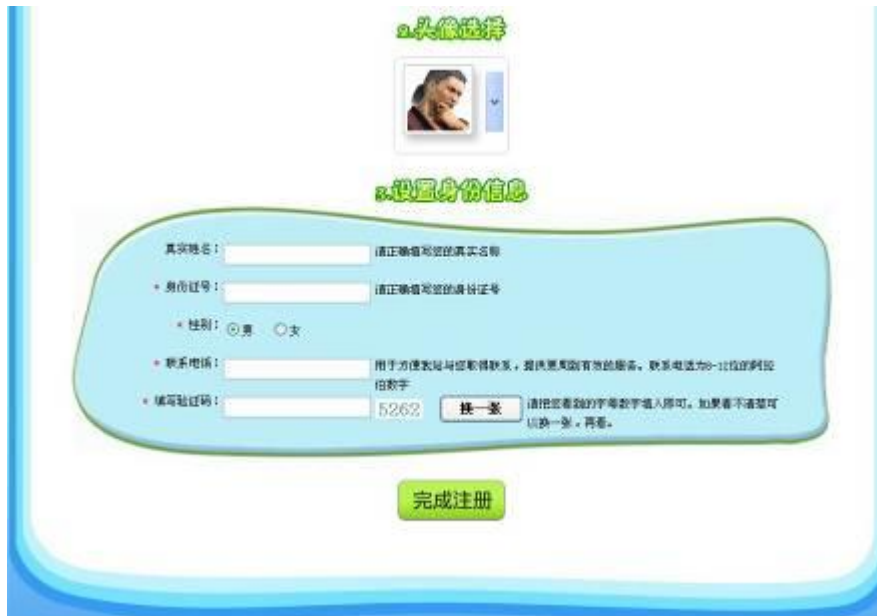 2.头像选择
3.设置身份信息
真实姓名：
请正确填写您的真实名称
* 身份证号：
请正确填写您的身份证号
* 性别：
男 女
* 联系电话：
用于方便我站与您取得联系，提供更周到有效的服务。联系电话为8-12位的阿拉
伯数字
* 填写验证码：
5262
换一张
请把您看到的字母数字填入即可。如果看不清楚可
以换一张，再看。
完成注册